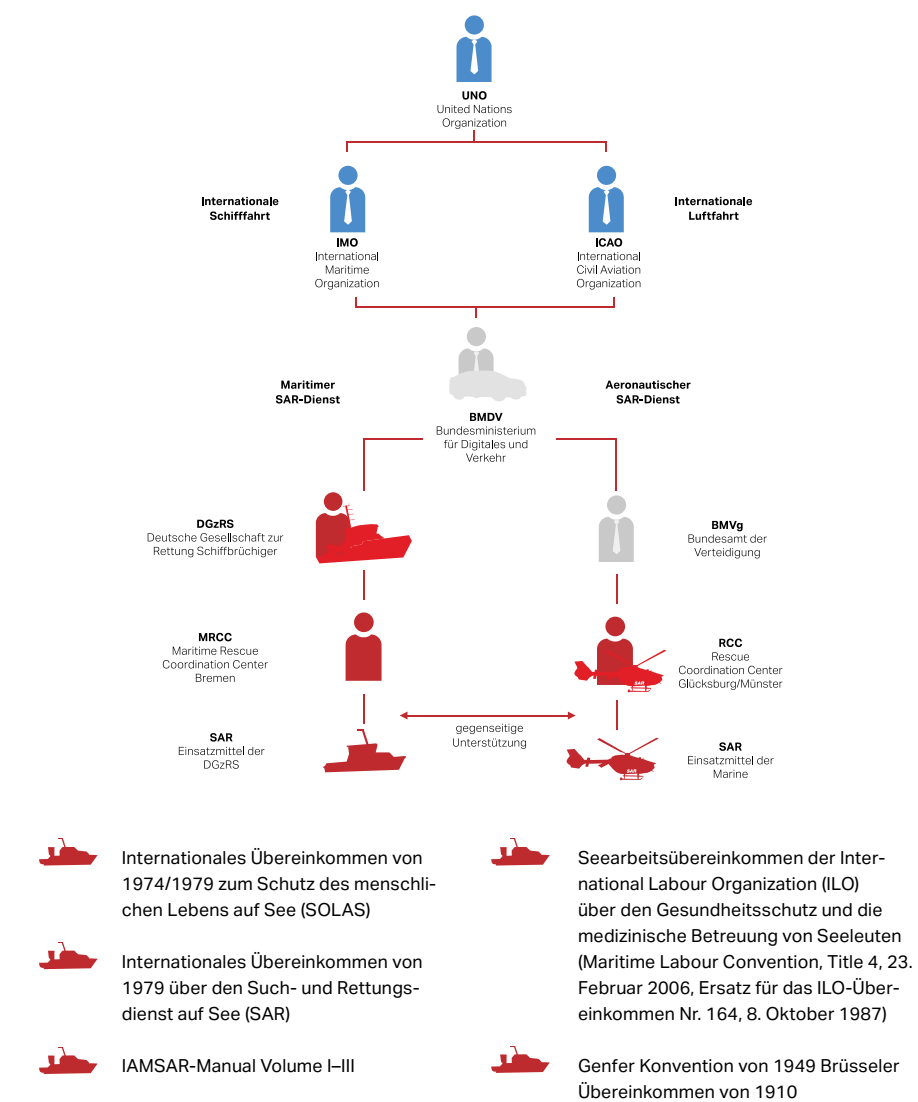 UNO
United Nations
Organization
Internationale
Schifffahrt
Internationale
Luftfahrt
IMO
International
Maritime
Organization
ICAO
International
Civil Aviation
Organization
Maritimer
SAR-Dienst
Aeronautischer
SAR-Dienst
BMDV
Bundesministerium
für Digitales und
Verkehr
DGzRS
Deutsche Gesellschaft zur
Rettung Schiffbrüchiger
BMVg
Bundesamt der
Verteidigung
MRCC
Maritime Rescue
Coordination Center
Bremen
RCC
Rescue
Coordination Center
Glücksburg/Münster
SAR
gegenseitige
Unterstützung
SAR
Einsatzmittel der
DGzRS
SAR
SAR
Einsatzmittel der
Marine
Internationales Übereinkommen von
1974/1979 zum Schutz des menschli-
chen Lebens auf See (SOLAS)
Internationales Übereinkommen von
1979 über den Such- und Rettungs-
dienst auf See (SAR)
IAMSAR-Manual Volume I–III
Seearbeitsübereinkommen der Inter-
national Labour Organization (ILO)
über den Gesundheitsschutz und die
medizinische Betreuung von Seeleuten
(Maritime Labour Convention, Title 4, 23.
Februar 2006, Ersatz für das ILO-Über-
einkommen Nr. 164, 8. Oktober 1987)
Genfer Konvention von 1949 Brüsseler
Übereinkommen von 1910